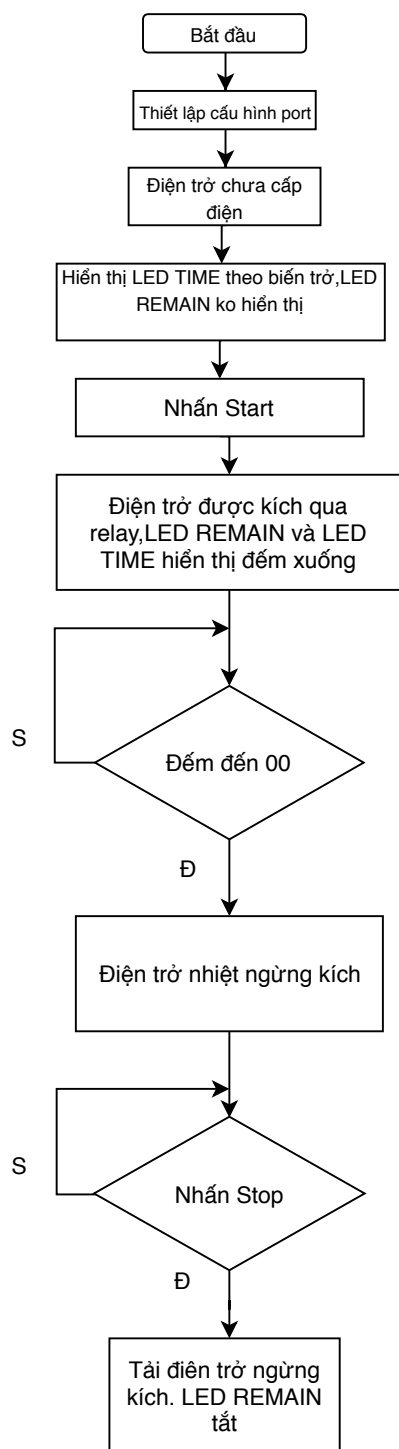 Bắt đầu
Thiết lập cấu hình port
Điện trở chưa cấp
điện
Hiển thị LED TIME theo biến trở,LED
REMAIN ko hiển thị
Nhấn Start
Điện trở được kích qua
relay,LED REMAIN và LED
TIME hiển thị đếm xuống
S
Đếm đến 00
Đ
Điện trở nhiệt ngừng kích
S
Nhấn Stop
Đ
Tải điên trở ngừng
kích. LED REMAIN
tắt